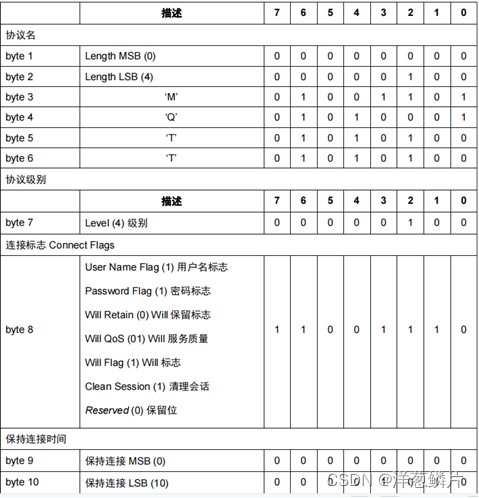 描述 7 6 5 4 3 2 1 0
协议名
byte 1 Length MSB (0) 0 0 0 0 0 0 0 0
byte 2 Length LSB (4) 0 0 0 0 0 1 0 0
byte 3 ‘M’ 0 1 0 0 1 1 0 1
byte 4 ‘Q’ 0 1 0 1 0 0 0 1
byte 5 ‘T’ 0 1 0 1 0 1 0 0
byte 6 ‘T’ 0 1 0 1 0 1 0 0
协议级别
描述 7 6 5 4 3 2 1 0
byte 7 Level (4) 级别 0 0 0 0 0 1 0 0
连接标志 Connect Flags
byte 8 1 1 0 0 1 1 1 0
User Name Flag (1) 用户名标志
Password Flag (1) 密码标志
Will Retain (0) Will 保留标志
Will QoS (01) Will 服务质量
Will Flag (1) Will 标志
Clean Session (1) 清理会话
Reserved (0) 保留位
保持连接时间
byte 9 保持连接 MSB (0) 0 0 0 0 0 0 0 0
byte 10 保持连接 LSB (10) 0 0 0 0 1 0 1 0
CSDN @洋葱鳞片